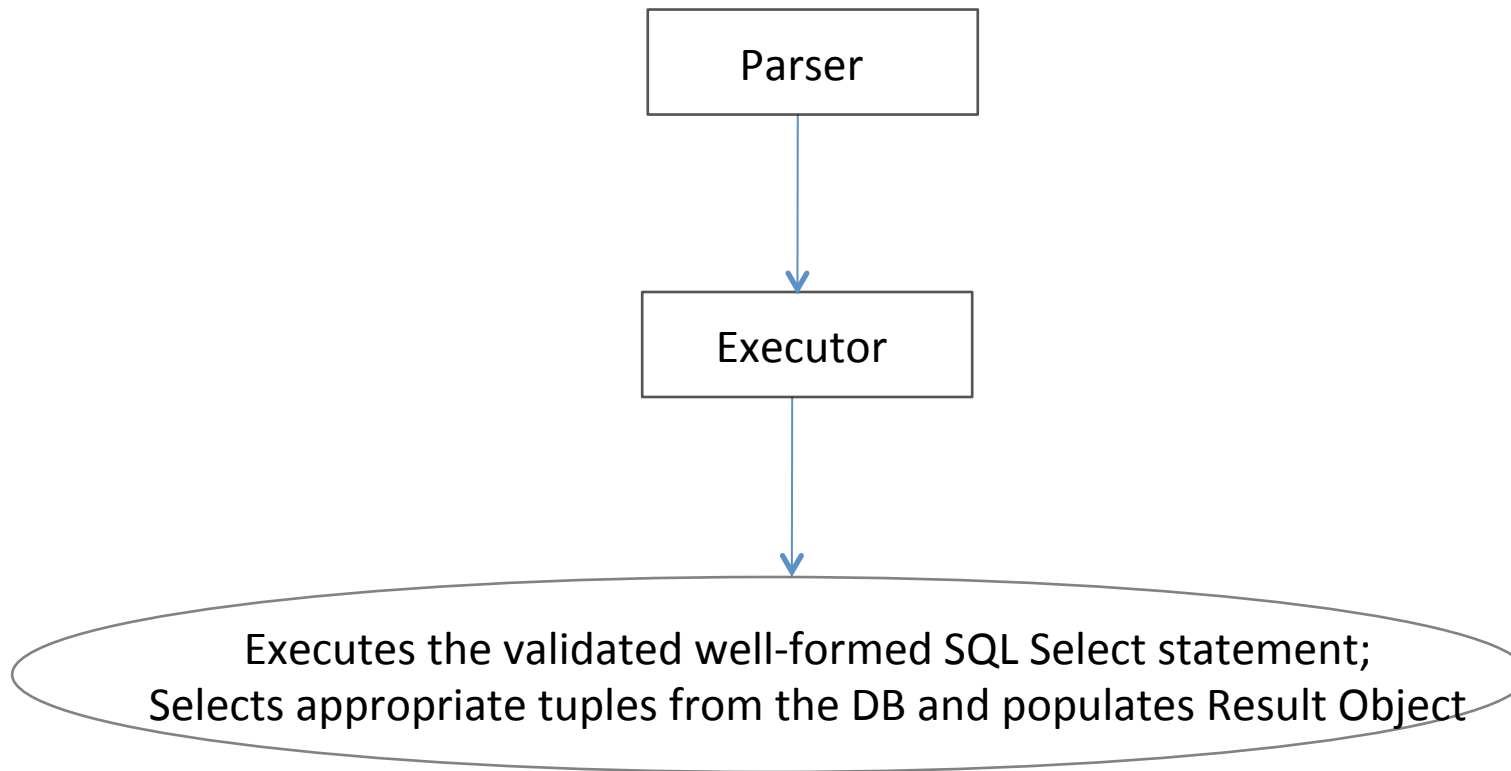 Parser
Executor
Executes the validated well-formed SQL Select statement;
Selects appropriate tuples from the DB and populates Result Object